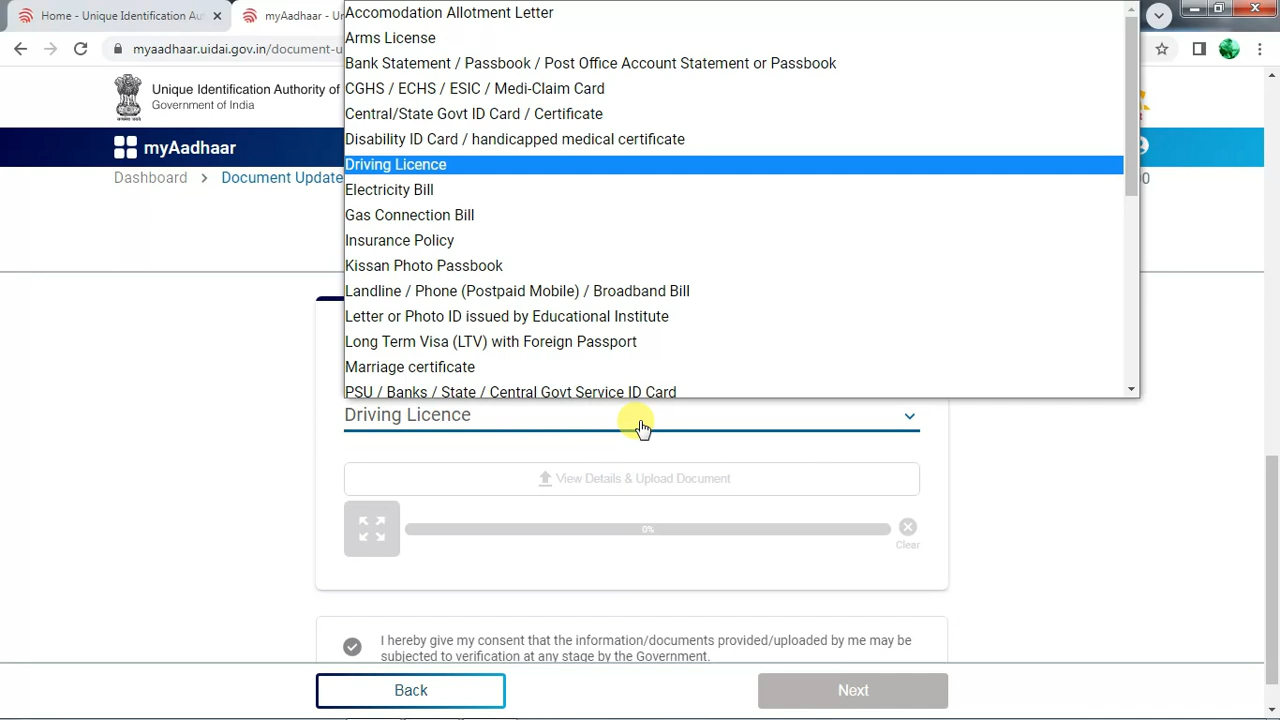 Home - Unique Identification Autho
myAadhaar - Un
myaadhaar.uidai.gov.in/document-u
Unique Identification Authority of
Government of India
myAadhaar
Dashboard > Document Update
Accomodation Allotment Letter
Arms License
Bank Statement / Passbook / Post Office Account Statement or Passbook
CGHS / ECHS / ESIC / Medi-Claim Card
Central/State Govt ID Card / Certificate
Disability ID Card / handicapped medical certificate
Driving Licence
Electricity Bill
Gas Connection Bill
Insurance Policy
Kissan Photo Passbook
Landline / Phone (Postpaid Mobile) / Broadband Bill
Letter or Photo ID issued by Educational Institute
Long Term Visa (LTV) with Foreign Passport
Marriage certificate
PSU / Banks / State / Central Govt Service ID Card
Driving Licence
View Details & Upload Document
0%
Clear
I hereby give my consent that the information/documents provided/uploaded by me may be
subjected to verification at any stage by the Government.
Back
Next